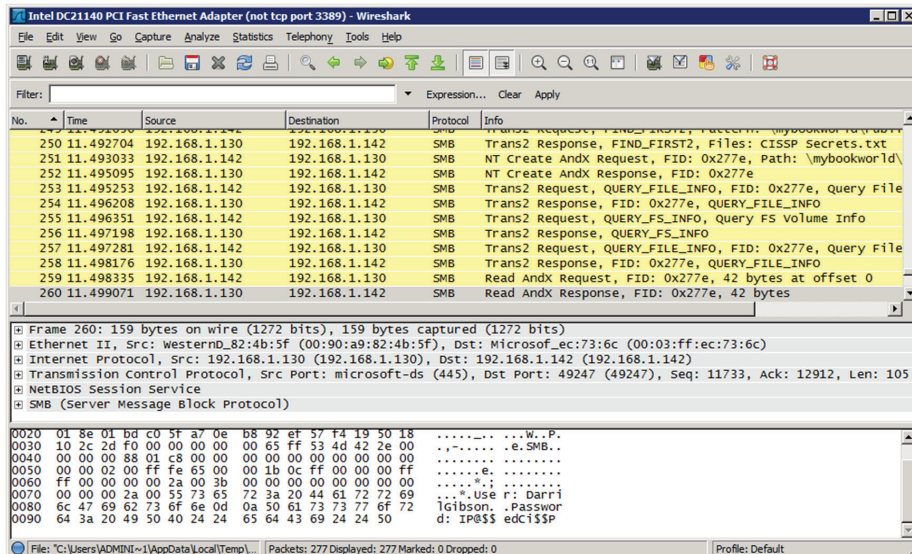 Intel DC21140 PCI Fast Ethernet Adapter (not tcp port 3389) - Wireshark
File Edit View Go Capture Analyze Statistics Telephony Tools Help
Filter: Expression... Clear Apply
No. Time Source Destination Protocol Info
250 11.492704 192.168.1.130 192.168.1.142 SMB Trans2 Response, FIND_FIRST2, Files: CISSP Secrets.txt
251 11.493033 192.168.1.142 192.168.1.130 SMB NT Create AndX Request, FID: 0x277e, Path: \mybookworld\
252 11.495095 192.168.1.130 192.168.1.142 SMB NT Create AndX Response, FID: 0x277e
253 11.495253 192.168.1.142 192.168.1.130 SMB Trans2 Request, QUERY_FILE_INFO, FID: 0x277e, Query File
254 11.496208 192.168.1.130 192.168.1.142 SMB Trans2 Response, FID: 0x277e, QUERY_FILE_INFO
255 11.496351 192.168.1.142 192.168.1.130 SMB Trans2 Request, QUERY_FS_INFO, Query FS Volume Info
256 11.497198 192.168.1.130 192.168.1.142 SMB Trans2 Response, QUERY_FS_INFO
257 11.497281 192.168.1.142 192.168.1.130 SMB Trans2 Request, QUERY_FILE_INFO, FID: 0x277e, Query File
258 11.498176 192.168.1.130 192.168.1.142 SMB Trans2 Response, FID: 0x277e, QUERY_FILE_INFO
259 11.498335 192.168.1.142 192.168.1.130 SMB Read AndX Request, FID: 0x277e, 42 bytes at offset 0
260 11.499071 192.168.1.130 192.168.1.142 SMB Read AndX Response, FID: 0x277e, 42 bytes
Frame 260: 159 bytes on wire (1272 bits), 159 bytes captured (1272 bits)
Ethernet II, Src: WesternD_82:4b:5f (00:90:a9:82:4b:5f), Dst: Microsof_ec:73:6c (00:03:ff:ec:73:6c)
Internet Protocol, Src: 192.168.1.130 (192.168.1.130), Dst: 192.168.1.142 (192.168.1.142)
Transmission Control Protocol, Src Port: microsoft-ds (445), Dst Port: 49247 (49247), Seq: 11733, Ack: 12912, Len: 105
NetBIOS Session Service
SMB (Server Message Block Protocol)
0020 01 8e 01 bd c0 5f a7 0e b8 92 ef 57 f4 19 50 18 ....._.. ...W..P.
0030 10 2c 2d f0 00 00 00 00 00 65 ff 53 4d 42 2e 00 .,-..... .e.SMB..
0040 00 00 00 88 01 c8 00 00 00 00 00 00 00 00 00 00 ........ ........
0050 00 00 02 00 ff fe 65 00 00 1b 0c ff 00 00 00 ff ......e. ........
0060 ff 00 00 00 00 2a 00 3b 00 00 00 00 00 00 00 00 .....*.; ........
0070 00 00 00 2a 00 55 73 65 72 3a 20 44 61 72 72 69 ...*.Use r: Darri
0080 6c 47 69 62 73 6f 6e 0d 0a 50 61 73 73 77 6f 72 lGibson. .Passwor
0090 64 3a 20 49 50 40 24 24 65 64 43 69 24 24 50 d: IP@$$ edCi$$P
File: "C:\Users\ADMINI~1\AppData\Local\Temp\... Packets: 277 Displayed: 277 Marked: 0 Dropped: 0 Profile: Default